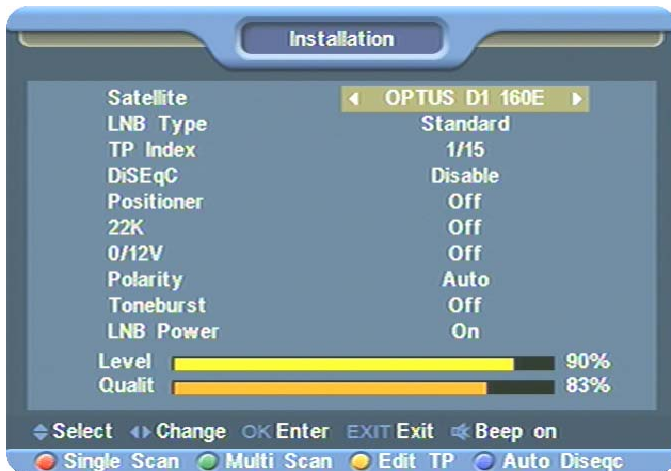 Installation
Satellite OPTUS D1 160E
LNB Type Standard
TP Index 1/15
DiSEqC Disable
Positioner Off
22K Off
0/12V Off
Polarity Auto
Toneburst Off
LNB Power On
Level 90%
Qualit 83%
Select Change OK Enter EXIT Exit Beep on
Single Scan Multi Scan Edit TP Auto Diseqc